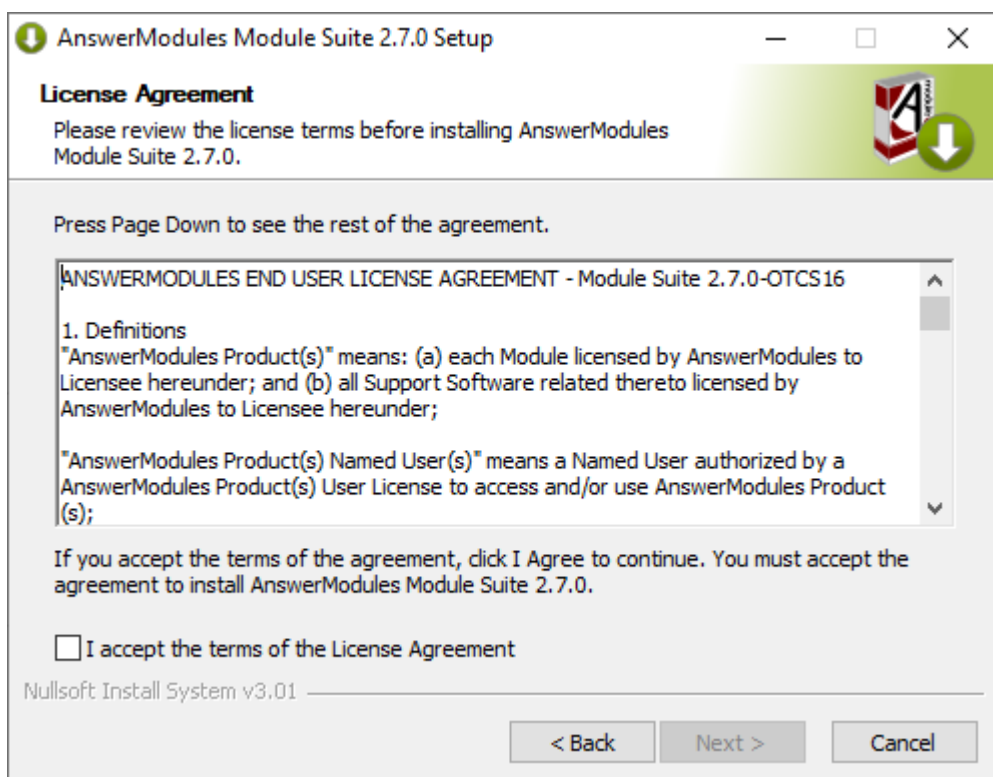 AnswerModules Module Suite 2.7.0 Setup
License Agreement
Please review the license terms before installing AnswerModules
Module Suite 2.7.0.
Press Page Down to see the rest of the agreement.
ANSWERMODULES END USER LICENSE AGREEMENT - Module Suite 2.7.0-OTCS16
1. Definitions
"AnswerModules Product(s)" means: (a) each Module licensed by AnswerModules to
Licensee hereunder; and (b) all Support Software related thereto licensed by
AnswerModules to Licensee hereunder;
"AnswerModules Product(s) Named User(s)" means a Named User authorized by a
AnswerModules Product(s) User License to access and/or use AnswerModules Product
(s);
If you accept the terms of the agreement, click I Agree to continue. You must accept the
agreement to install AnswerModules Module Suite 2.7.0.
I accept the terms of the License Agreement
Nullsoft Install System v3.01
< Back
Next >
Cancel